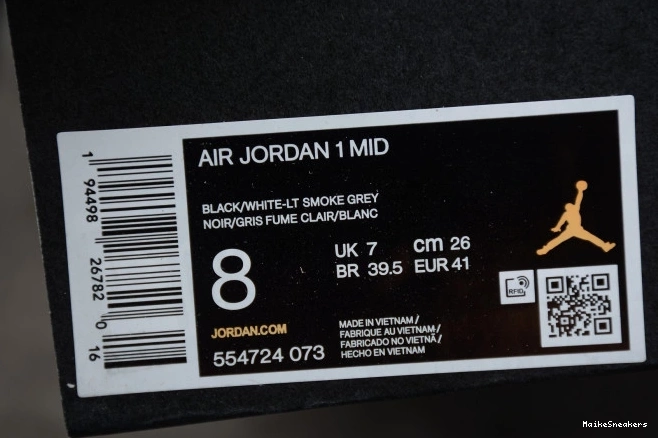 AIR JORDAN 1 MID
BLACK/WHITE-LT SMOKE GREY
NOIR/GRIS FUME CLAIR/BLANC
8
UK 7 cm 26
BR 39.5 EUR 41
RFID
JORDAN.COM
554724 073
MADE IN VIETNAM /
FABRIQUE AU VIETNAM /
FABRICADO NO VIETNÃ /
HECHO EN VIETNAM
1 94498 26782 0 16
MaikeSneakers